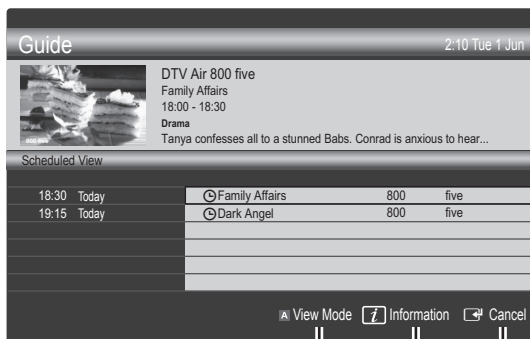 Guide 2:10 Tue 1 Jun
DTV Air 800 five
Family Affairs
18:00 - 18:30
Drama
Tanya confesses all to a stunned Babs. Conrad is anxious to hear...
800 five
Scheduled View
18:30 Today Family Affairs 800 five
19:15 Today Dark Angel 800 five
A View Mode i Information Cancel